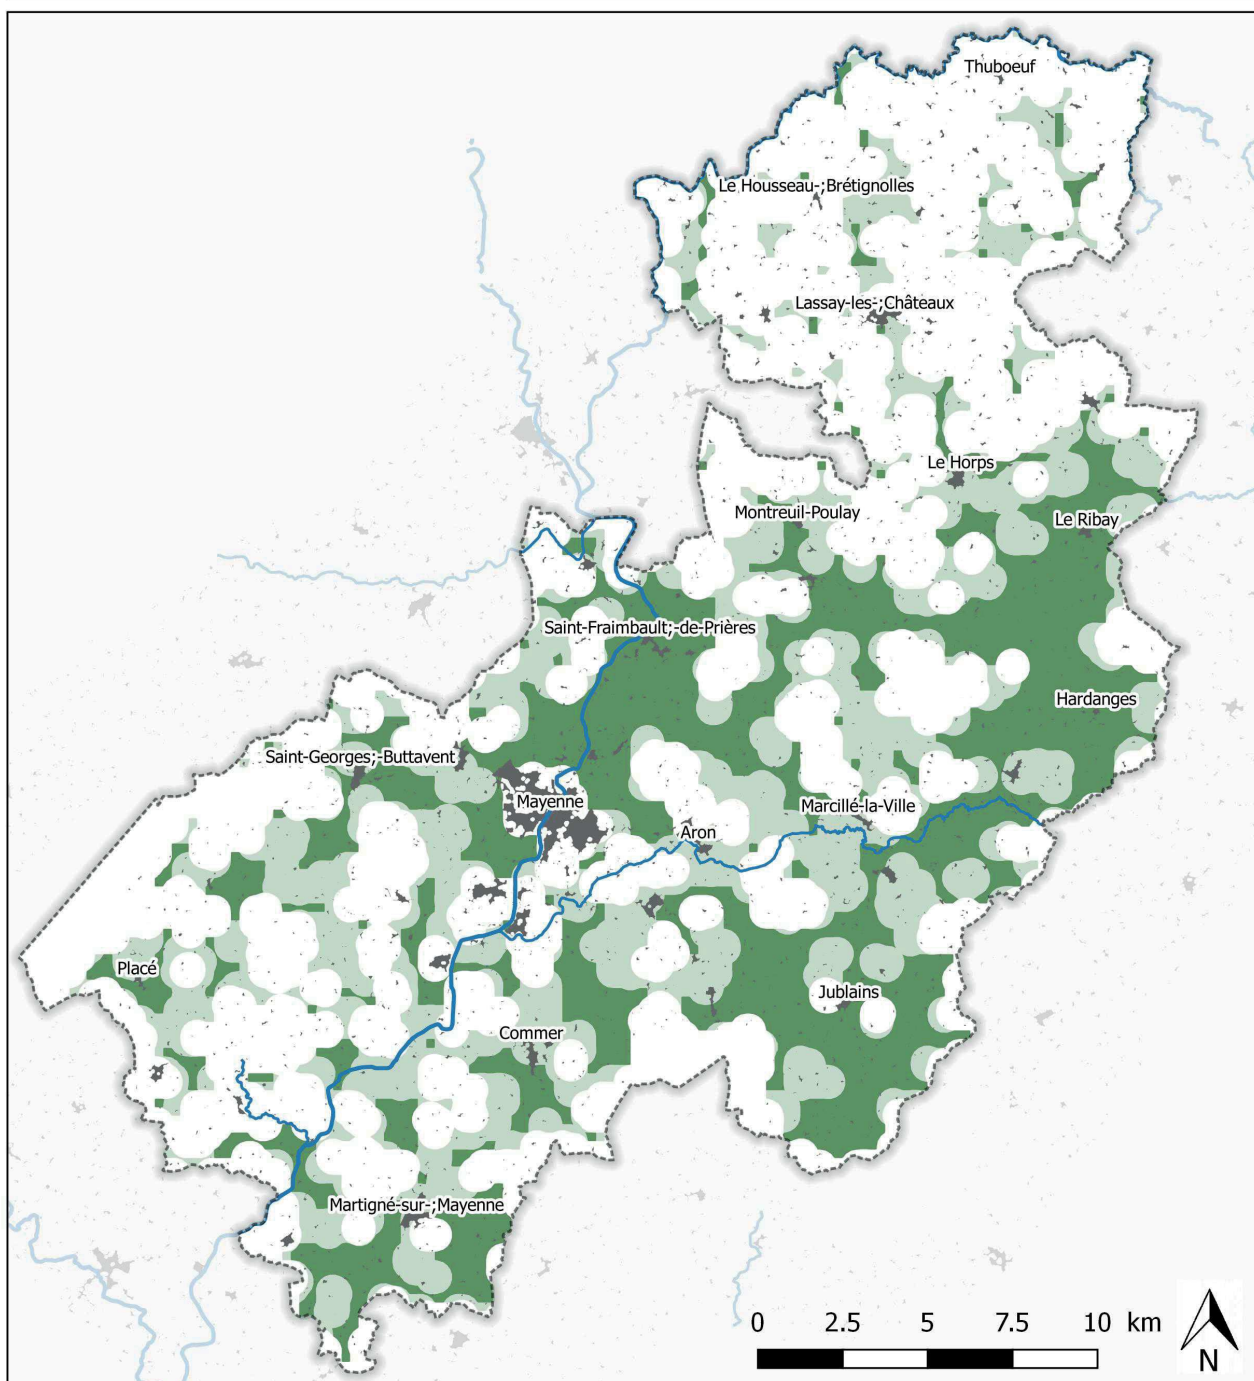 Thuboeuf
Le Housseau-;Brétignolles
Lassay-les-;Châteaux
Le Horps
Montreuil-Poulay
Le Ribay
Saint-Fraimbault;-de-Prières
Hardanges
Saint-Georges;-Buttavent
Mayenne
Marcillé-la-Ville
Aron
Placé
Jublains
Commer
Martigné-sur-;Mayenne
0 2.5 5 7.5 10 km
N